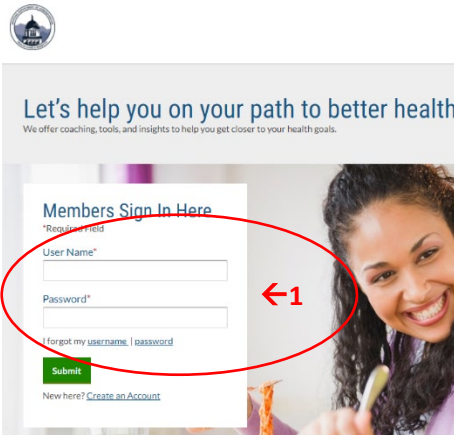 Let's help you on your path to better health
We offer coaching, tools, and insights to help you get closer to your health goals.
Members Sign In Here
*Required Field
User Name*
←1
Password*
I forgot my username | password
Submit
New here? Create an Account